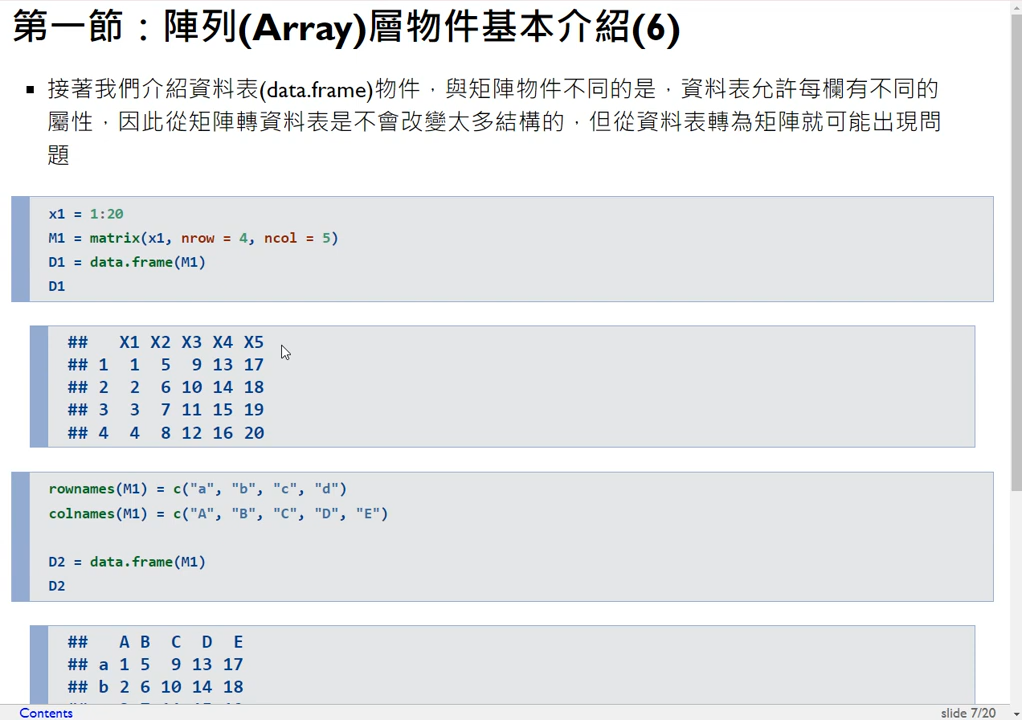 第一節：陣列(Array)層物件基本介紹(6)
▪ 接著我們介紹資料表(data.frame)物件，與矩陣物件不同的是，資料表允許每欄有不同的
屬性，因此從矩陣轉資料表是不會改變太多結構的，但從資料表轉為矩陣就可能出現問
題
x1 = 1:20
M1 = matrix(x1, nrow = 4, ncol = 5)
D1 = data.frame(M1)
D1
##   X1 X2 X3 X4 X5
## 1  1  5  9 13 17
## 2  2  6 10 14 18
## 3  3  7 11 15 19
## 4  4  8 12 16 20
rownames(M1) = c("a", "b", "c", "d")
colnames(M1) = c("A", "B", "C", "D", "E")
D2 = data.frame(M1)
D2
##   A B  C  D  E
## a 1 5  9 13 17
## b 2 6 10 14 18
Contents
slide 7/20